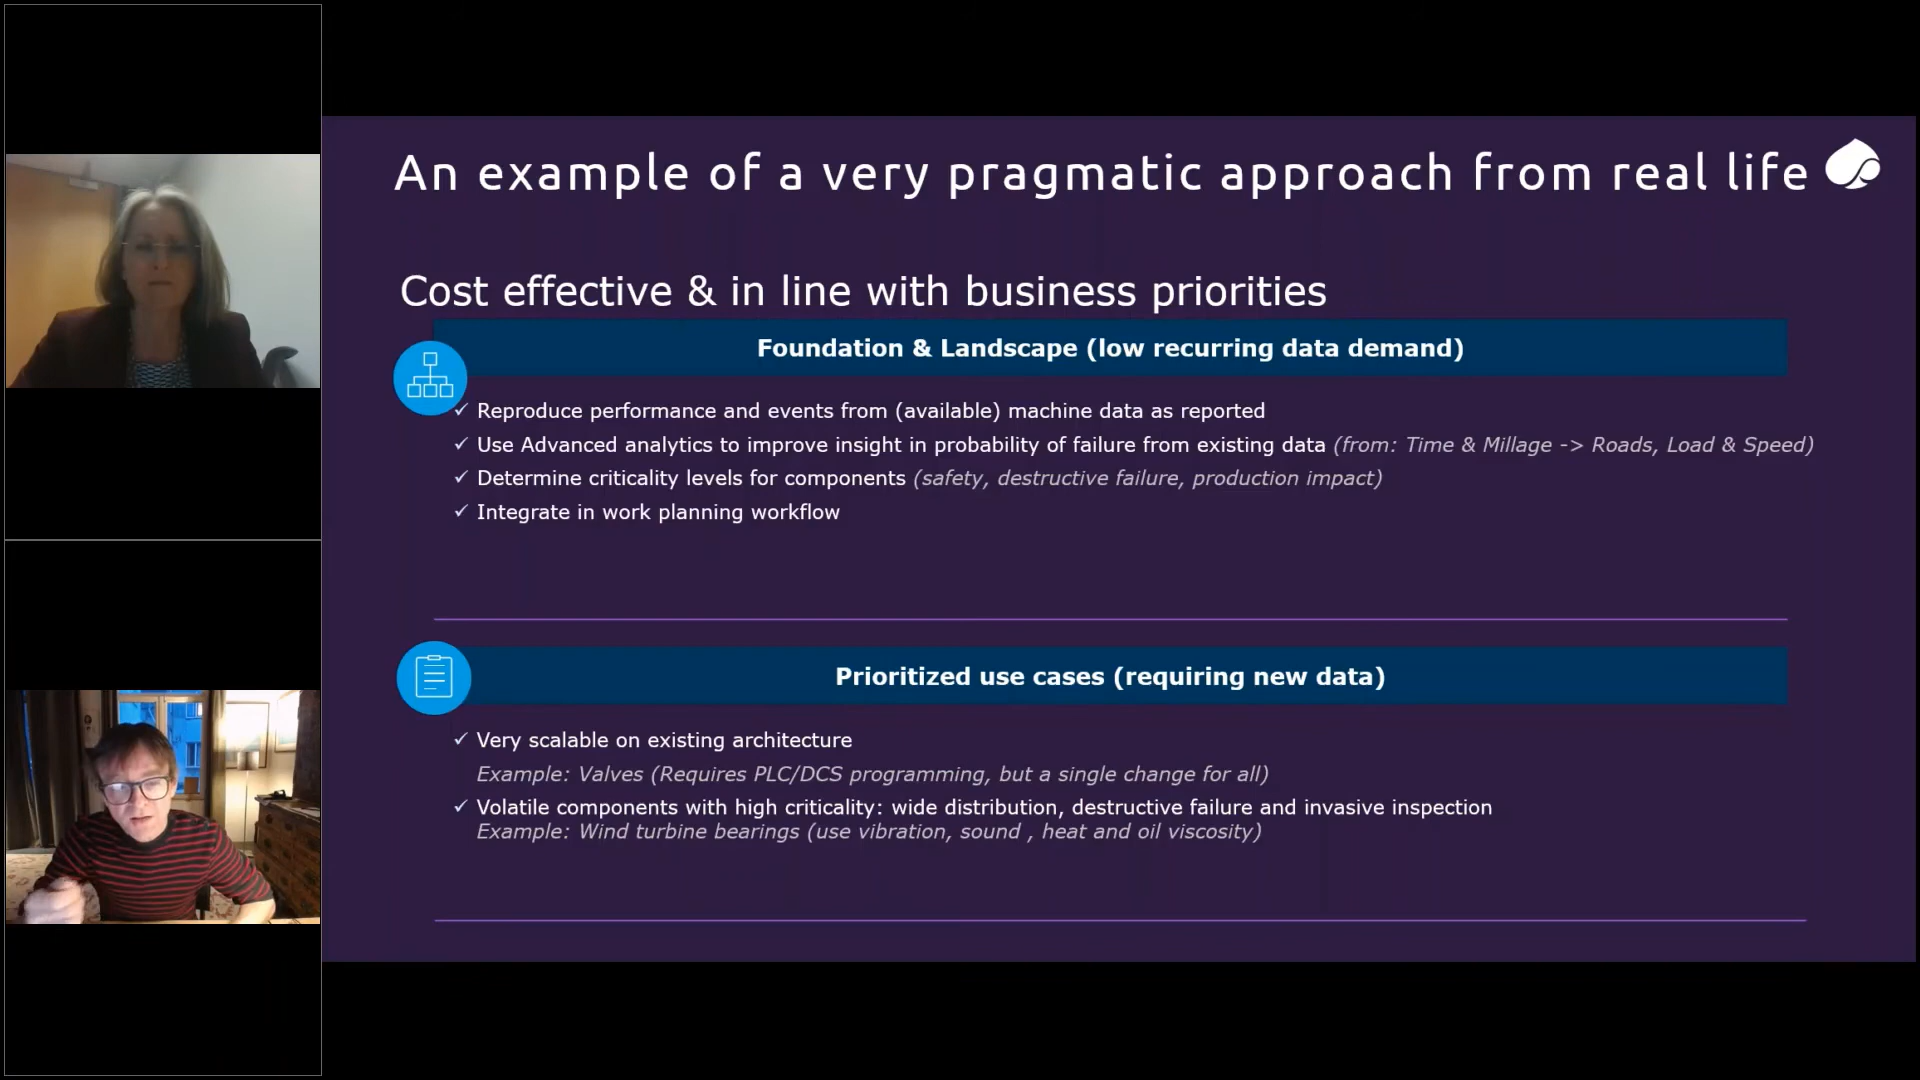 An example of a very pragmatic approach from real life
Cost effective & in line with business priorities
Foundation & Landscape (low recurring data demand)
✓ Reproduce performance and events from (available) machine data as reported
✓ Use Advanced analytics to improve insight in probability of failure from existing data (from: Time & Millage -> Roads, Load & Speed)
✓ Determine criticality levels for components (safety, destructive failure, production impact)
✓ Integrate in work planning workflow
Prioritized use cases (requiring new data)
✓ Very scalable on existing architecture
Example: Valves (Requires PLC/DCS programming, but a single change for all)
✓ Volatile components with high criticality: wide distribution, destructive failure and invasive inspection
Example: Wind turbine bearings (use vibration, sound , heat and oil viscosity)